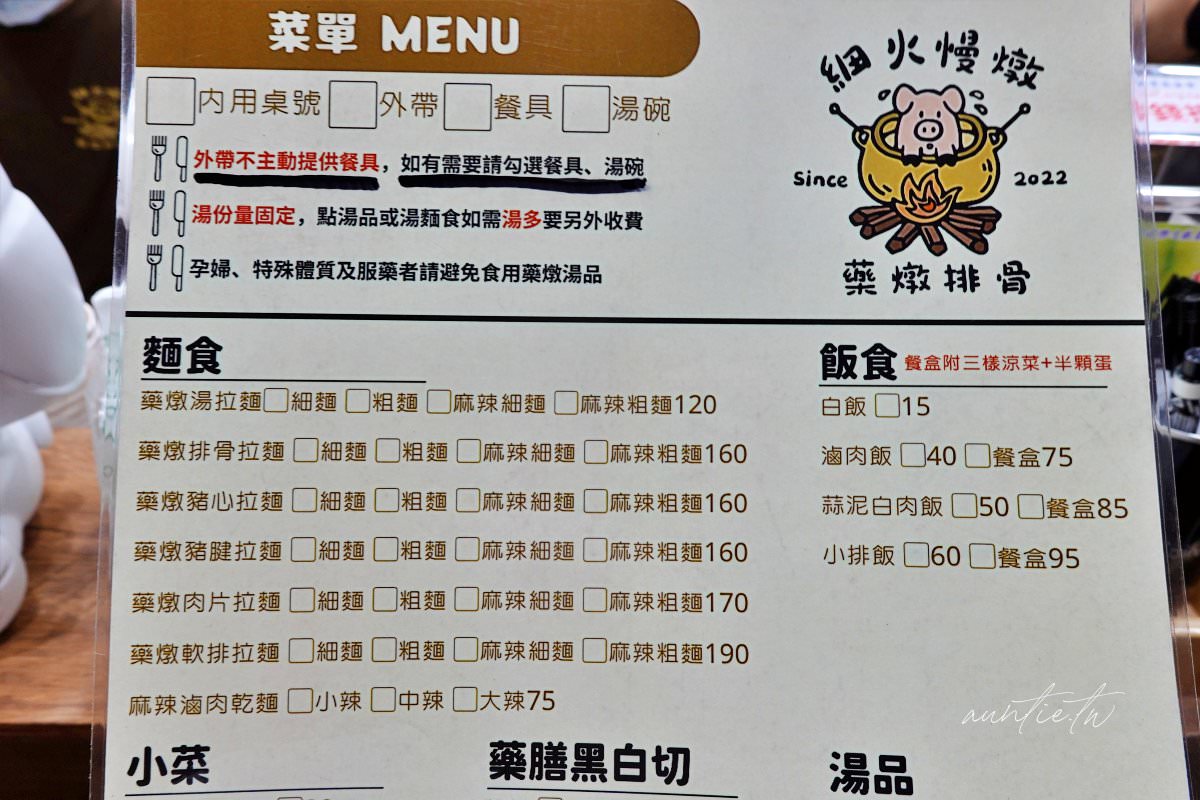 菜單 MENU
□內用桌號 □外帶 □餐具 □湯碗
外帶不主動提供餐具，如有需要請勾選餐具、湯碗
湯份量固定，點湯品或湯麵食如需湯多要另外收費
孕婦、特殊體質及服藥者請避免食用藥燉湯品
細火慢燉
Since 2022
藥燉排骨
麵食
藥燉湯拉麵□細麵 □粗麵 □麻辣細麵 □麻辣粗麵120
藥燉排骨拉麵 □細麵 □粗麵 □麻辣細麵 □麻辣粗麵160
藥燉豬心拉麵 □細麵 □粗麵 □麻辣細麵 □麻辣粗麵160
藥燉豬腱拉麵 □細麵 □粗麵 □麻辣細麵 □麻辣粗麵160
藥燉肉片拉麵 □細麵 □粗麵 □麻辣細麵 □麻辣粗麵170
藥燉軟排拉麵 □細麵 □粗麵 □麻辣細麵 □麻辣粗麵190
麻辣滷肉乾麵 □小辣 □中辣 □大辣75
飯食 餐盒附三樣涼菜+半顆蛋
白飯 □15
滷肉飯 □40 □餐盒75
蒜泥白肉飯 □50 □餐盒85
小排飯 □60 □餐盒95
小菜
藥膳黑白切
湯品
auntie.tw